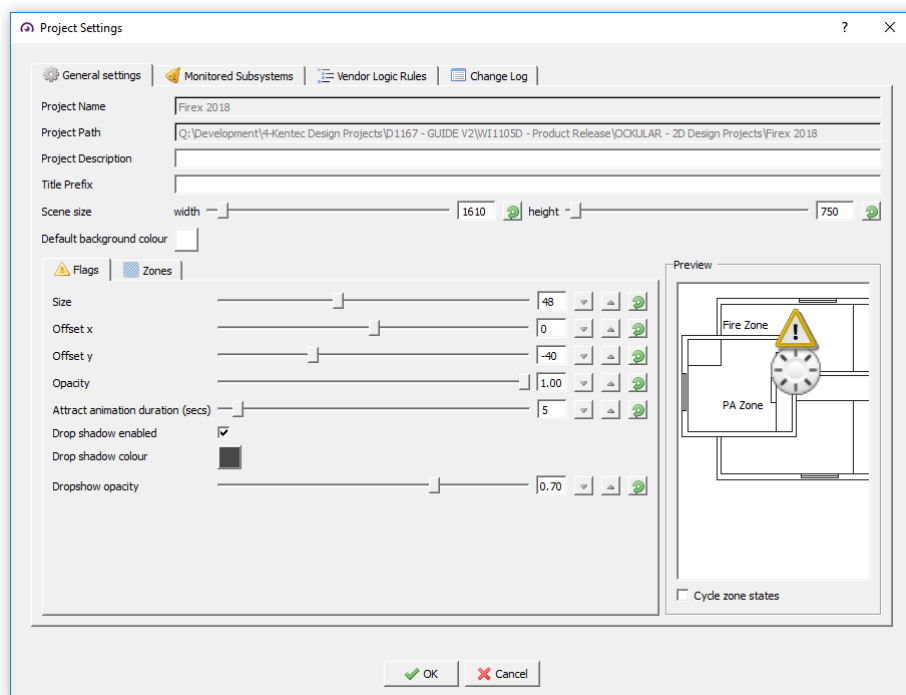 Project Settings ?
General settings Monitored Subsystems Vendor Logic Rules Change Log
Project Name Firex 2018
Project Path Q:\Development\4-Kentec Design Projects\D1167 - GUIDE V2\WI1105D - Product Release\OCKULAR - 2D Design Projects\Firex 2018
Project Description
Title Prefix
Scene size width 1610 height 750
Default background colour
Flags Zones
Preview
Size 48
Offset x 0
Offset y -40
Opacity 1.00
Attract animation duration (secs) 5
Drop shadow enabled
Drop shadow colour
Dropshow opacity 0.70
Fire Zone
PA Zone
Cycle zone states
OK Cancel